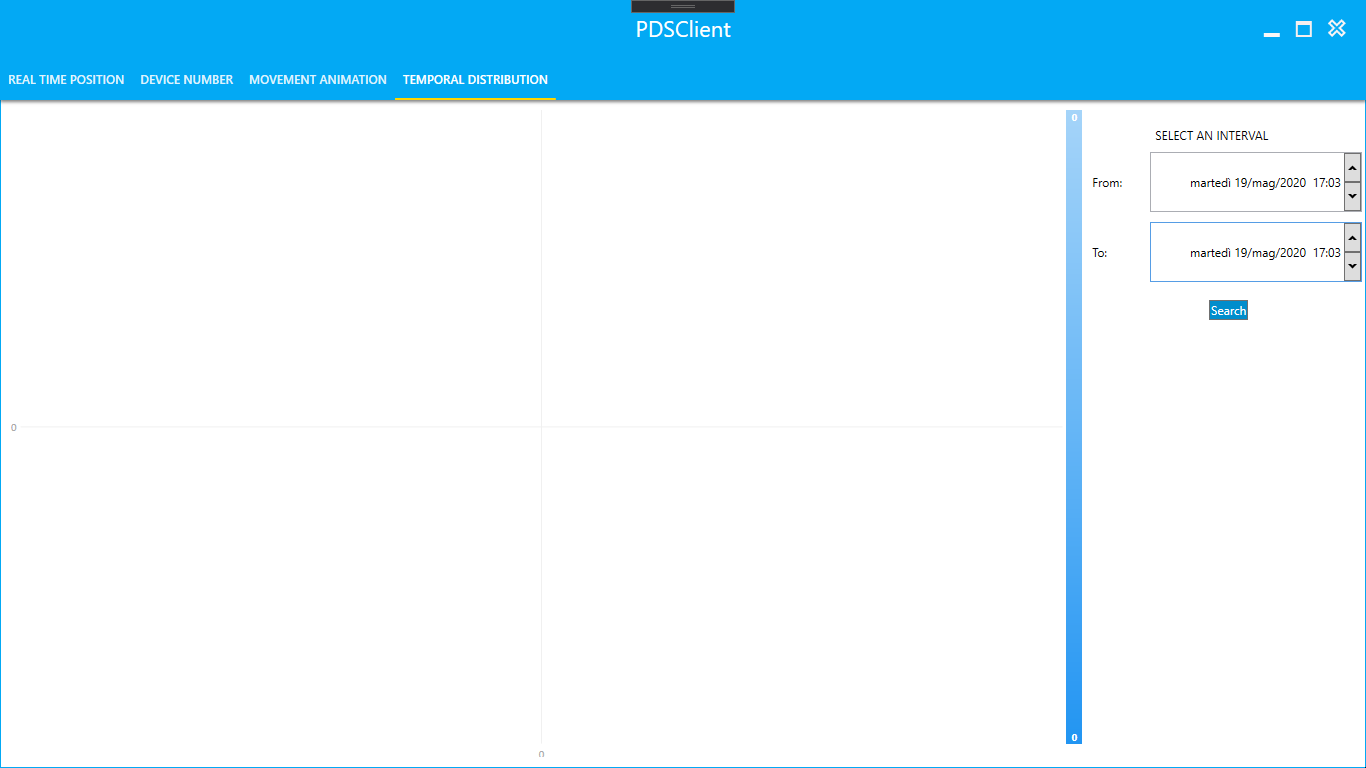 PDSClient
REAL TIME POSITION DEVICE NUMBER MOVEMENT ANIMATION TEMPORAL DISTRIBUTION
0
SELECT AN INTERVAL
From: martedì 19/mag/2020 17:03
To: martedì 19/mag/2020 17:03
Search
0
0
0